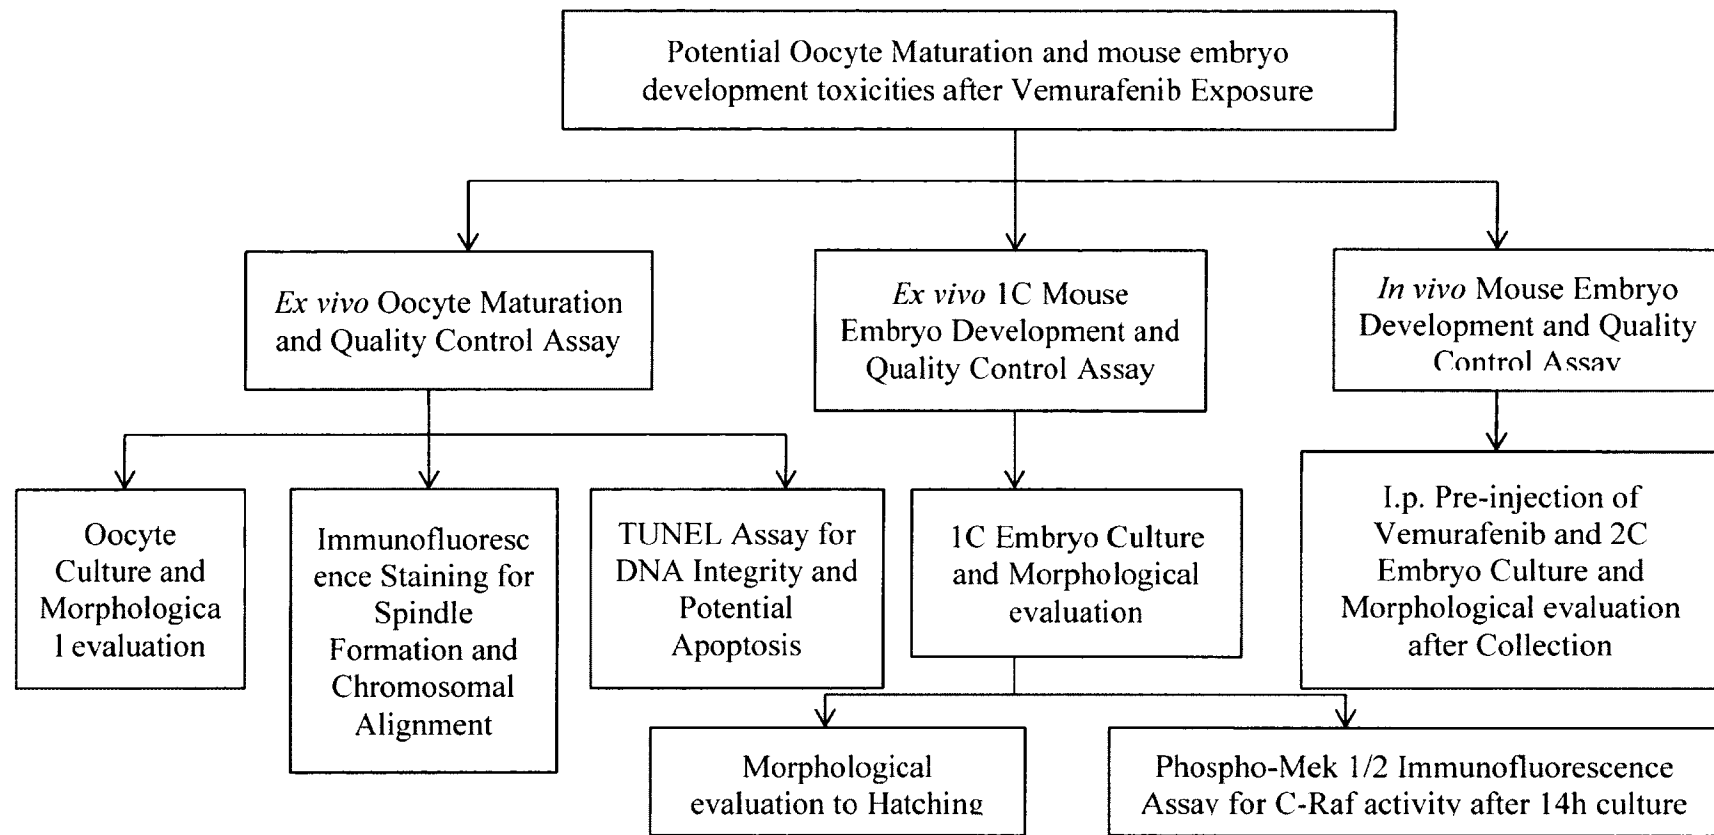 Potential Oocyte Maturation and mouse embryo
development toxicities after Vemurafenib Exposure
Ex vivo Oocyte Maturation
and Quality Control Assay
Ex vivo 1C Mouse
Embryo Development and
Quality Control Assay
In vivo Mouse Embryo
Development and Quality
Control Assay
Oocyte
Culture and
Morphologica
l evaluation
Immunofluoresc
ence Staining for
Spindle
Formation and
Chromosomal
Alignment
TUNEL Assay for
DNA Integrity and
Potential
Apoptosis
1C Embryo Culture
and Morphological
evaluation
I.p. Pre-injection of
Vemurafenib and 2C
Embryo Culture and
Morphological evaluation
after Collection
Morphological
evaluation to Hatching
Phospho-Mek 1/2 Immunofluorescence
Assay for C-Raf activity after 14h culture